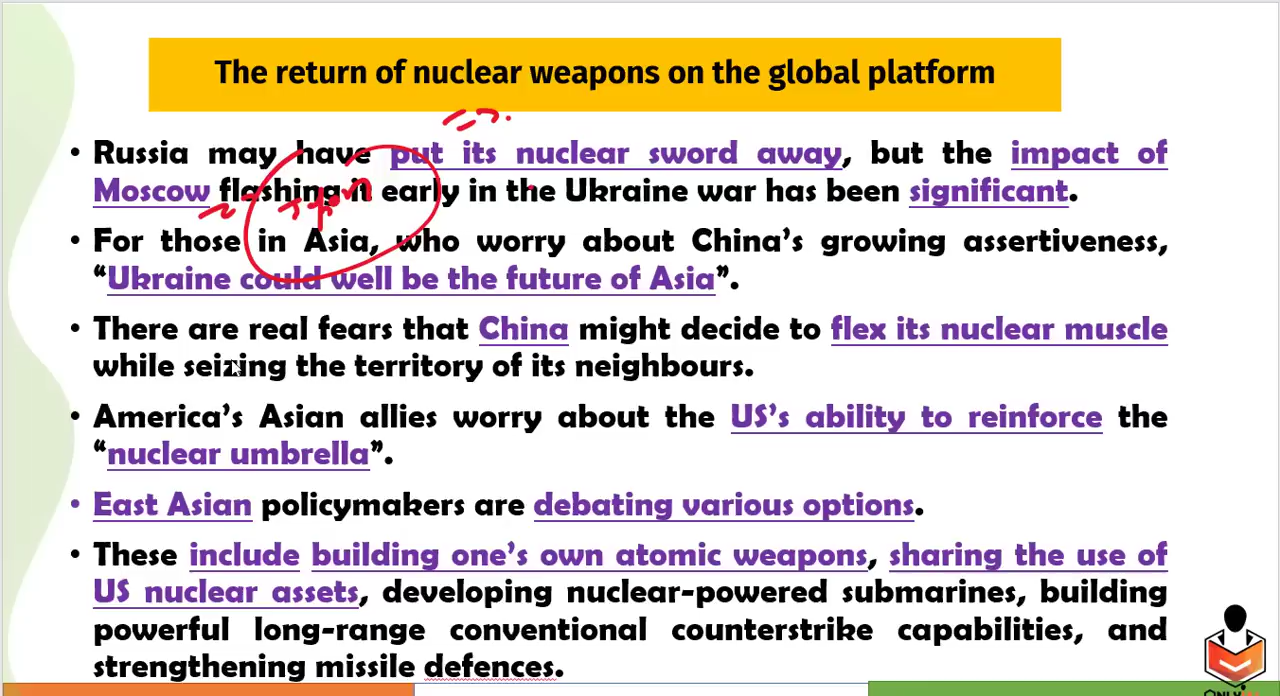 The return of nuclear weapons on the global platform
• Russia may have put its nuclear sword away, but the impact of
Moscow flashing it early in the Ukraine war has been significant.
• For those in Asia, who worry about China's growing assertiveness,
“Ukraine could well be the future of Asia”.
• There are real fears that China might decide to flex its nuclear muscle
while seizing the territory of its neighbours.
• America's Asian allies worry about the US's ability to reinforce the
“nuclear umbrella”.
• East Asian policymakers are debating various options.
• These include building one's own atomic weapons, sharing the use of
US nuclear assets, developing nuclear-powered submarines, building
powerful long-range conventional counterstrike capabilities, and
strengthening missile defences.